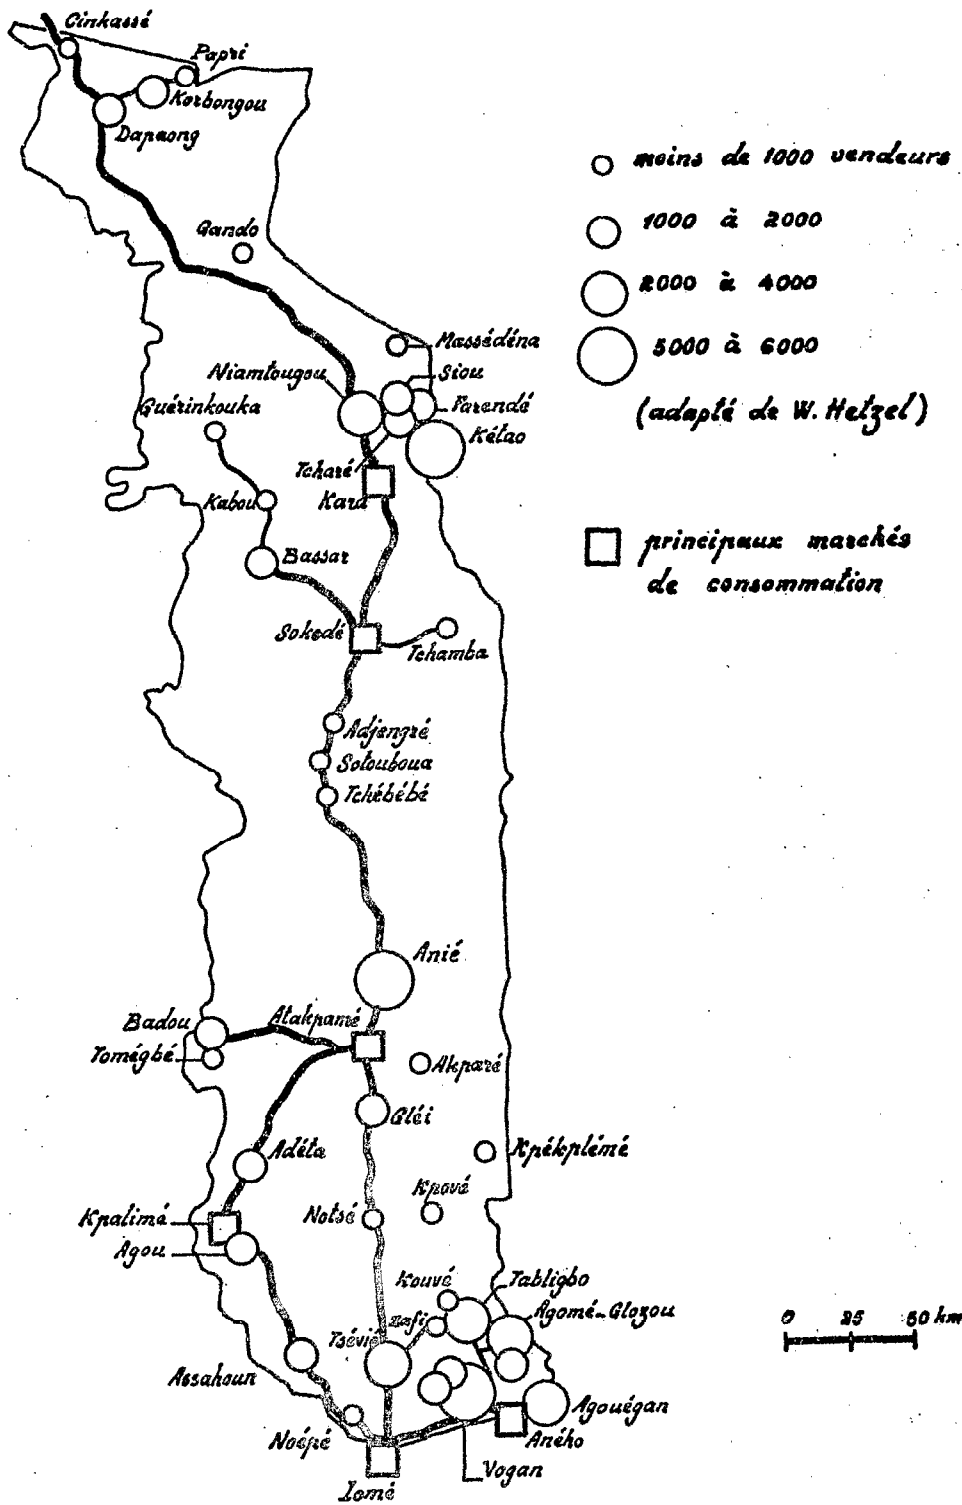 Cinkassé
Papri
Korbongou
Dapaong
moins de 1000 vendeurs
1000 à 2000
Gando
2000 à 4000
5000 à 6000
Massédéna
Siou
Niamtougou
Farendé
(adapté de W. Hetzel)
Guérinkouka
Kétao
Tcharé
Kara
Kabou
principaux marchés
de consommation
Bassar
Sokodé
Tchamba
Adjengré
Sotouboua
Tchébébé
Anié
Badou
Atakpamé
Tomégbé
Akparé
Gléi
Adéta
Kpékplémé
Kpové
Kpalimé
Notsé
Agou
Kouvé
Tabligbo
Agomé-Glozou
Zafi
Tsévié
0 25 50 km
Assahoun
Agouégan
Noépé
Aného
Vogan
Lomé